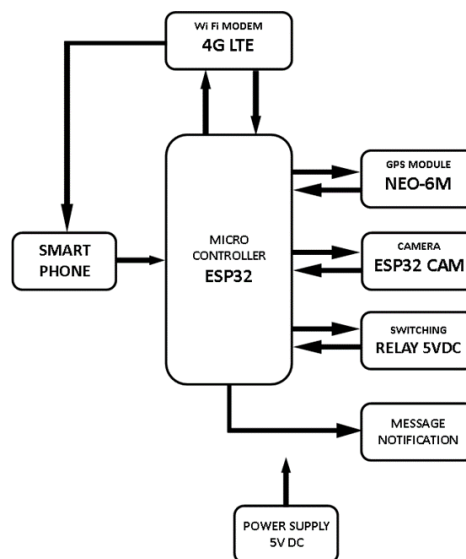 Wi Fi MODEM
4G LTE
GPS MODULE
NEO-6M
MICRO
CONTROLLER
ESP32
SMART
PHONE
CAMERA
ESP32 CAM
SWITCHING
RELAY 5VDC
MESSAGE
NOTIFICATION
POWER SUPPLY
5V DC